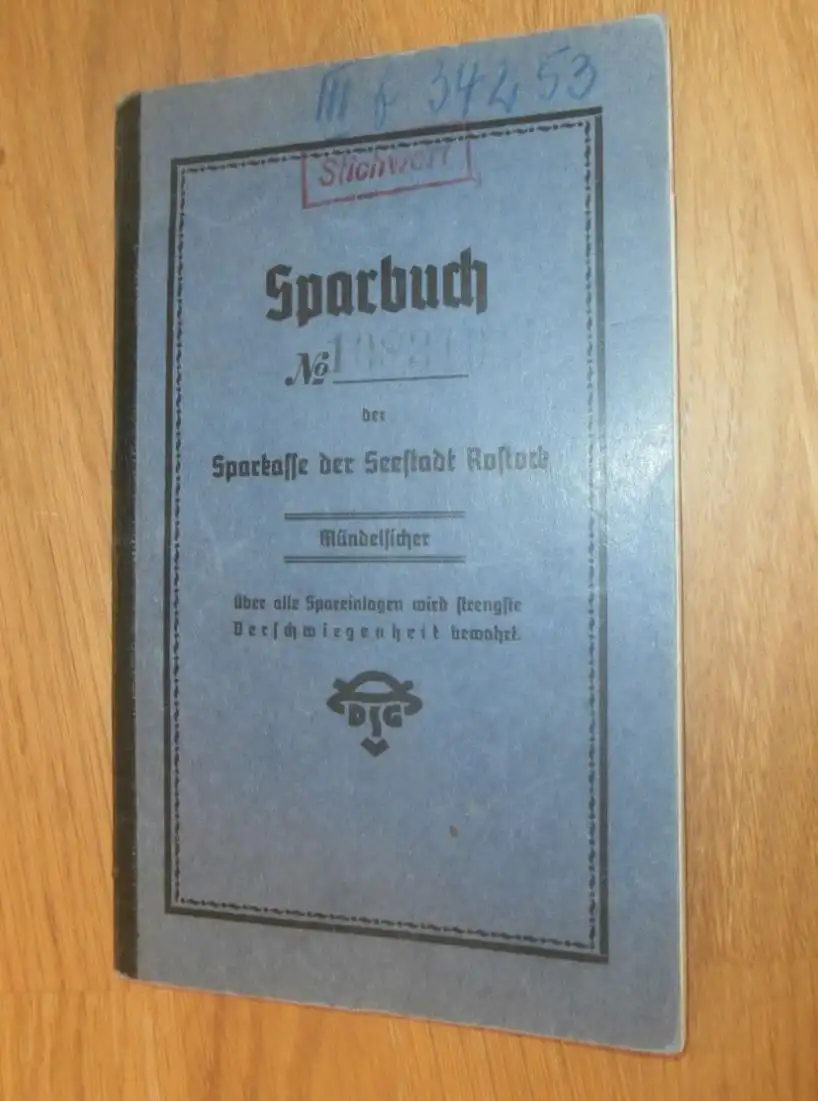 III f 34253
Stichwort
Sparbuch
No
der
Sparkasse der Seestadt Rostock
Mündelsicher
Über alle Spareinlagen wird strengste
Verschwiegenheit bewahrt.
DSG